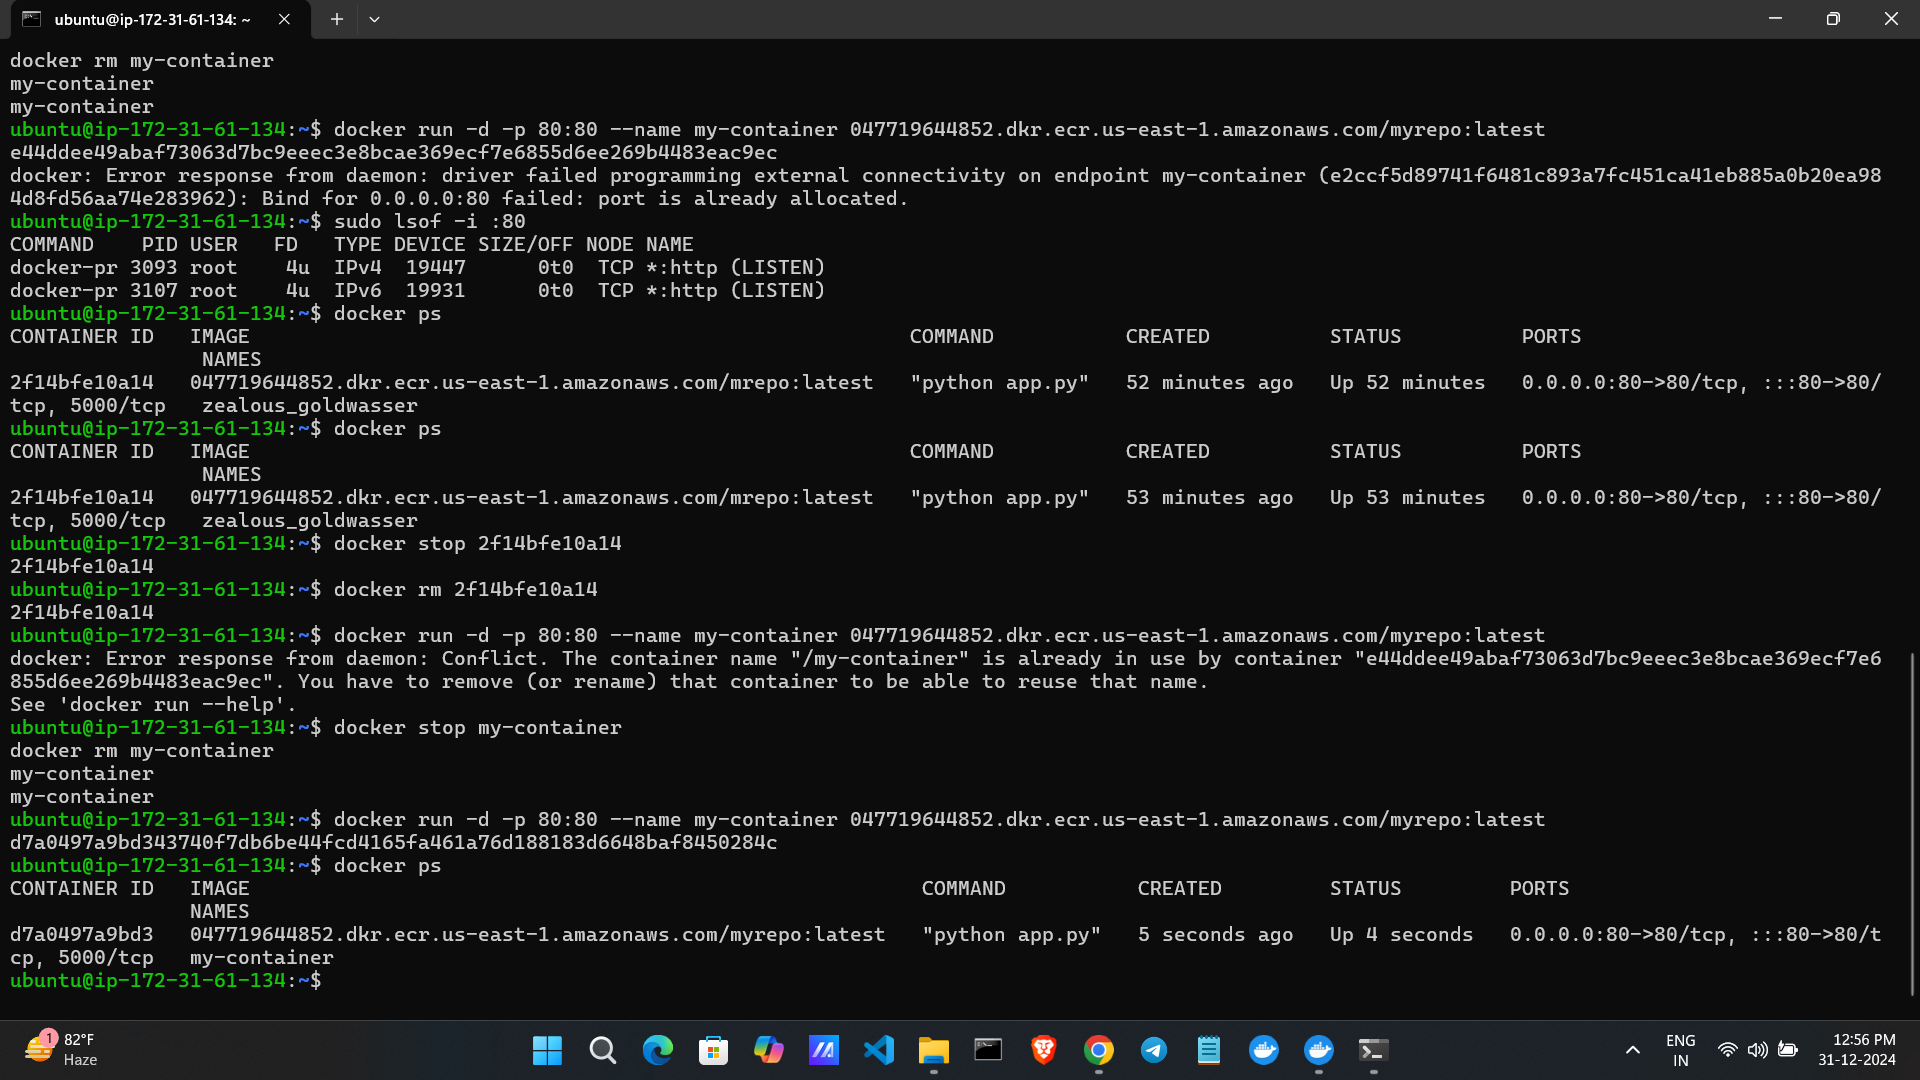 ubuntu@ip-172-31-61-134: ~
docker rm my-container
my-container
my-container
ubuntu@ip-172-31-61-134:~$ docker run -d -p 80:80 --name my-container 047719644852.dkr.ecr.us-east-1.amazonaws.com/myrepo:latest
e44ddee49abaf73063d7bc9eeec3e8bcae369ecf7e6855d6ee269b4483eac9ec
docker: Error response from daemon: driver failed programming external connectivity on endpoint my-container (e2ccf5d89741f6481c893a7fc451ca41eb885a0b20ea98
4d8fd56aa74e283962): Bind for 0.0.0.0:80 failed: port is already allocated.
ubuntu@ip-172-31-61-134:~$ sudo lsof -i :80
COMMAND    PID USER   FD   TYPE DEVICE SIZE/OFF NODE NAME
docker-pr 3093 root    4u  IPv4  19447      0t0  TCP *:http (LISTEN)
docker-pr 3107 root    4u  IPv6  19931      0t0  TCP *:http (LISTEN)
ubuntu@ip-172-31-61-134:~$ docker ps
CONTAINER ID   IMAGE                                                       COMMAND           CREATED          STATUS          PORTS
                NAMES
2f14bfe10a14   047719644852.dkr.ecr.us-east-1.amazonaws.com/mrepo:latest   "python app.py"   52 minutes ago   Up 52 minutes   0.0.0.0:80->80/tcp, :::80->80/
tcp, 5000/tcp   zealous_goldwasser
ubuntu@ip-172-31-61-134:~$ docker ps
CONTAINER ID   IMAGE                                                       COMMAND           CREATED          STATUS          PORTS
                NAMES
2f14bfe10a14   047719644852.dkr.ecr.us-east-1.amazonaws.com/mrepo:latest   "python app.py"   53 minutes ago   Up 53 minutes   0.0.0.0:80->80/tcp, :::80->80/
tcp, 5000/tcp   zealous_goldwasser
ubuntu@ip-172-31-61-134:~$ docker stop 2f14bfe10a14
2f14bfe10a14
ubuntu@ip-172-31-61-134:~$ docker rm 2f14bfe10a14
2f14bfe10a14
ubuntu@ip-172-31-61-134:~$ docker run -d -p 80:80 --name my-container 047719644852.dkr.ecr.us-east-1.amazonaws.com/myrepo:latest
docker: Error response from daemon: Conflict. The container name "/my-container" is already in use by container "e44ddee49abaf73063d7bc9eeec3e8bcae369ecf7e6
855d6ee269b4483eac9ec". You have to remove (or rename) that container to be able to reuse that name.
See 'docker run --help'.
ubuntu@ip-172-31-61-134:~$ docker stop my-container
docker rm my-container
my-container
my-container
ubuntu@ip-172-31-61-134:~$ docker run -d -p 80:80 --name my-container 047719644852.dkr.ecr.us-east-1.amazonaws.com/myrepo:latest
d7a0497a9bd343740f7db6be44fcd4165fa461a76d188183d6648baf8450284c
ubuntu@ip-172-31-61-134:~$ docker ps
CONTAINER ID   IMAGE                                                        COMMAND           CREATED         STATUS         PORTS
               NAMES
d7a0497a9bd3   047719644852.dkr.ecr.us-east-1.amazonaws.com/myrepo:latest   "python app.py"   5 seconds ago   Up 4 seconds   0.0.0.0:80->80/tcp, :::80->80/t
cp, 5000/tcp   my-container
ubuntu@ip-172-31-61-134:~$
1
82°F
Haze
ENG
IN
12:56 PM
31-12-2024